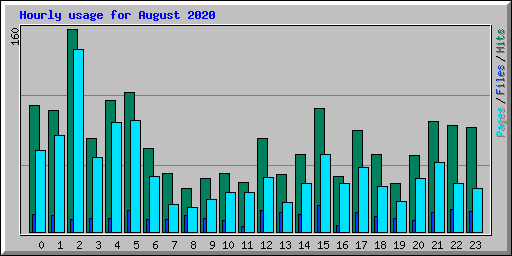 Hourly usage for August 2020
160
Pages / Files / Hits
0 1 2 3 4 5 6 7 8 9 10 11 12 13 14 15 16 17 18 19 20 21 22 23